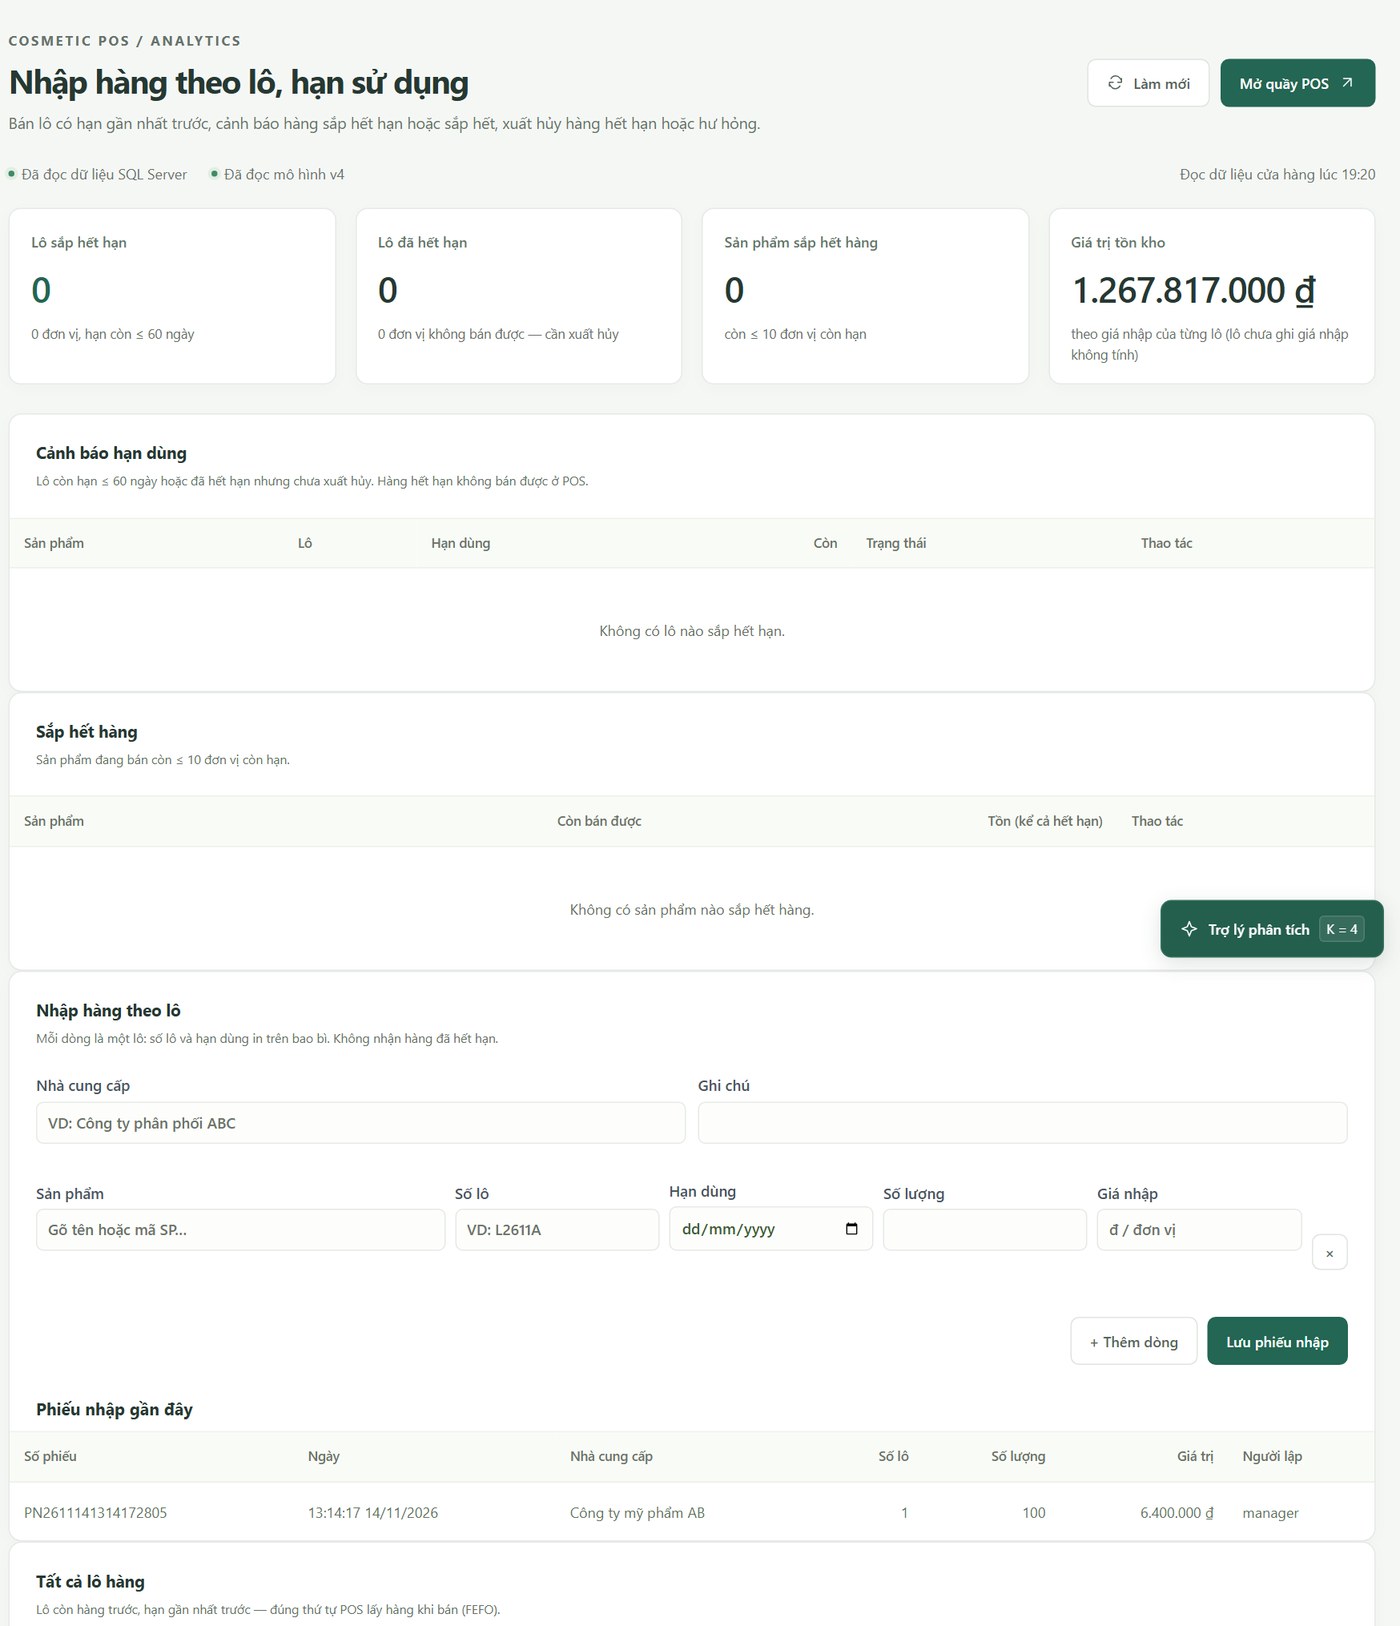 COSMETIC POS / ANALYTICS
Nhập hàng theo lô, hạn sử dụng
Làm mới
Mở quầy POS
Bán lô có hạn gần nhất trước, cảnh báo hàng sắp hết hạn hoặc sắp hết, xuất hủy hàng hết hạn hoặc hư hỏng.
Đã đọc dữ liệu SQL Server
Đã đọc mô hình v4
Đọc dữ liệu cửa hàng lúc 19:20
Lô sắp hết hạn
0
0 đơn vị, hạn còn ≤ 60 ngày
Lô đã hết hạn
0
0 đơn vị không bán được — cần xuất hủy
Sản phẩm sắp hết hàng
0
còn ≤ 10 đơn vị còn hạn
Giá trị tồn kho
1.267.817.000 ₫
theo giá nhập của từng lô (lô chưa ghi giá nhập
không tính)
Cảnh báo hạn dùng
Lô còn hạn ≤ 60 ngày hoặc đã hết hạn nhưng chưa xuất hủy. Hàng hết hạn không bán được ở POS.
Sản phẩm Lô Hạn dùng Còn Trạng thái Thao tác
Không có lô nào sắp hết hạn.
Sắp hết hàng
Sản phẩm đang bán còn ≤ 10 đơn vị còn hạn.
Sản phẩm Còn bán được Tồn (kể cả hết hạn) Thao tác
Không có sản phẩm nào sắp hết hàng.
Trợ lý phân tích K = 4
Nhập hàng theo lô
Mỗi dòng là một lô: số lô và hạn dùng in trên bao bì. Không nhận hàng đã hết hạn.
Nhà cung cấp
VD: Công ty phân phối ABC
Ghi chú
Sản phẩm
Gõ tên hoặc mã SP...
Số lô
VD: L2611A
Hạn dùng
dd/mm/yyyy
Số lượng
Giá nhập
đ / đơn vị
×
+ Thêm dòng
Lưu phiếu nhập
Phiếu nhập gần đây
Số phiếu Ngày Nhà cung cấp Số lô Số lượng Giá trị Người lập
PN2611141314172805 13:14:17 14/11/2026 Công ty mỹ phẩm AB 1 100 6.400.000 ₫ manager
Tất cả lô hàng
Lô còn hàng trước, hạn gần nhất trước — đúng thứ tự POS lấy hàng khi bán (FEFO).